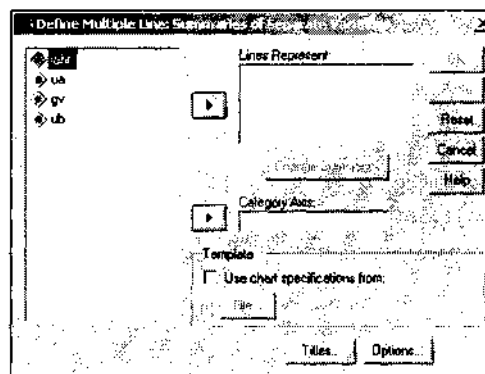 Define Multiple Line: Summaries of Separate
ua
gv
ub
Lines Represent:
OK
Reset
Cancel
Help
Change Summary...
Category Axis:
Template
Use chart specifications from:
File...
Titles...
Options...